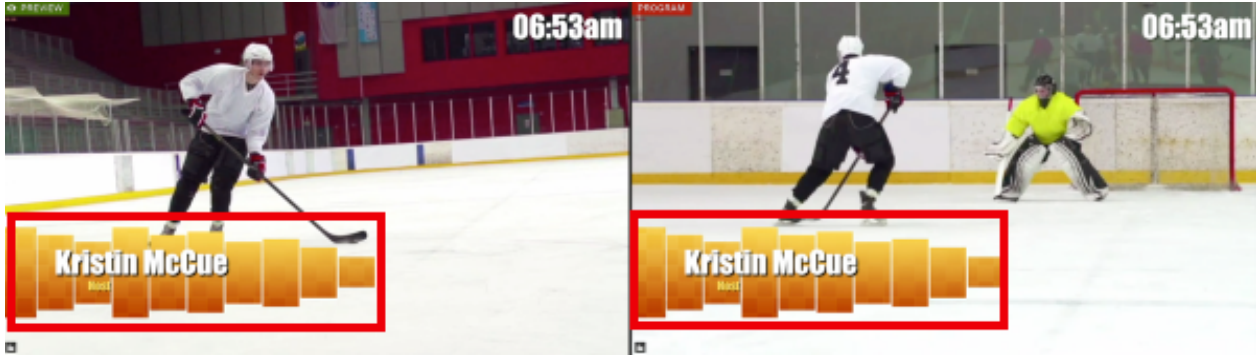 PREVIEW
06:53am
Kristin McCue
Host
PROGRAM
06:53am
4
Kristin McCue
Host